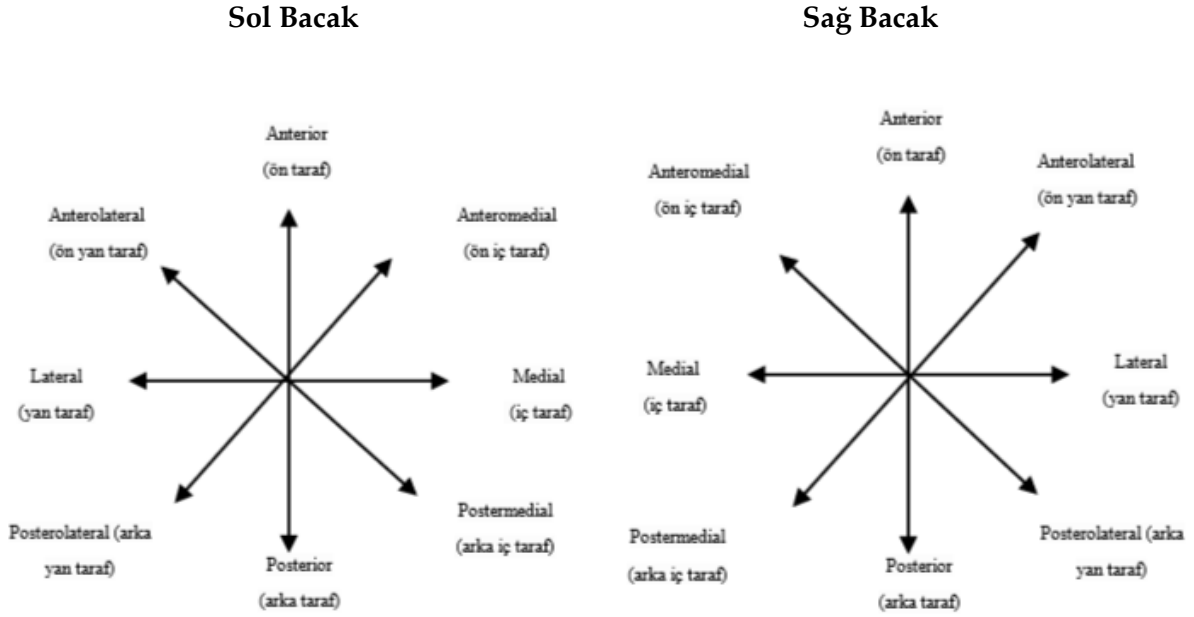 Sol Bacak
Sağ Bacak
Anterior
(ön taraf)
Anterolateral
(ön yan taraf)
Anteromedial
(ön iç taraf)
Lateral
(yan taraf)
Medial
(iç taraf)
Posterolateral (arka
yan taraf)
Postermedial
(arka iç taraf)
Posterior
(arka taraf)
Anterior
(ön taraf)
Anteromedial
(ön iç taraf)
Anterolateral
(ön yan taraf)
Medial
(iç taraf)
Lateral
(yan taraf)
Postermedial
(arka iç taraf)
Posterolateral (arka
yan taraf)
Posterior
(arka taraf)